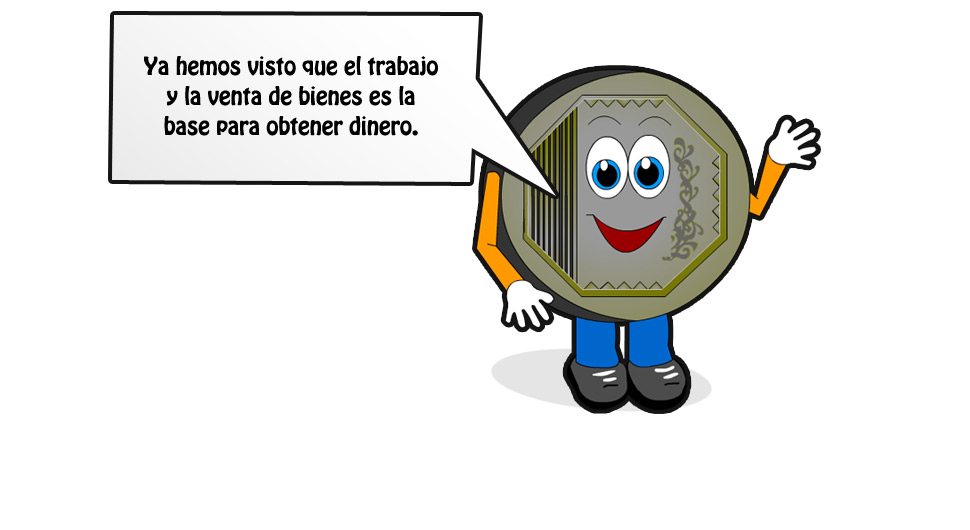 Ya hemos visto que el trabajo
y la venta de bienes es la
base para obtener dinero.